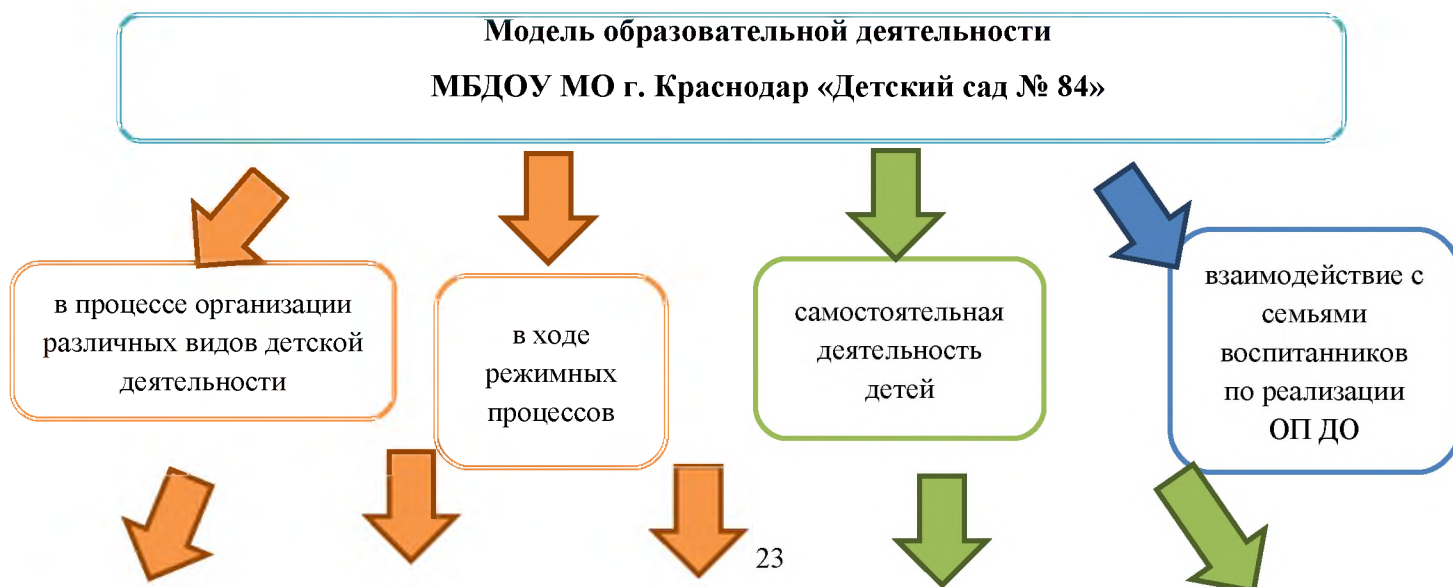 Модель образовательной деятельности
МБДОУ МО г. Краснодар «Детский сад № 84»
в процессе организации
различных видов детской
деятельности
в ходе
режимных
процессов
самостоятельная
деятельность
детей
взаимодействие с
семьями
воспитанников
по реализации
ОП ДО
23